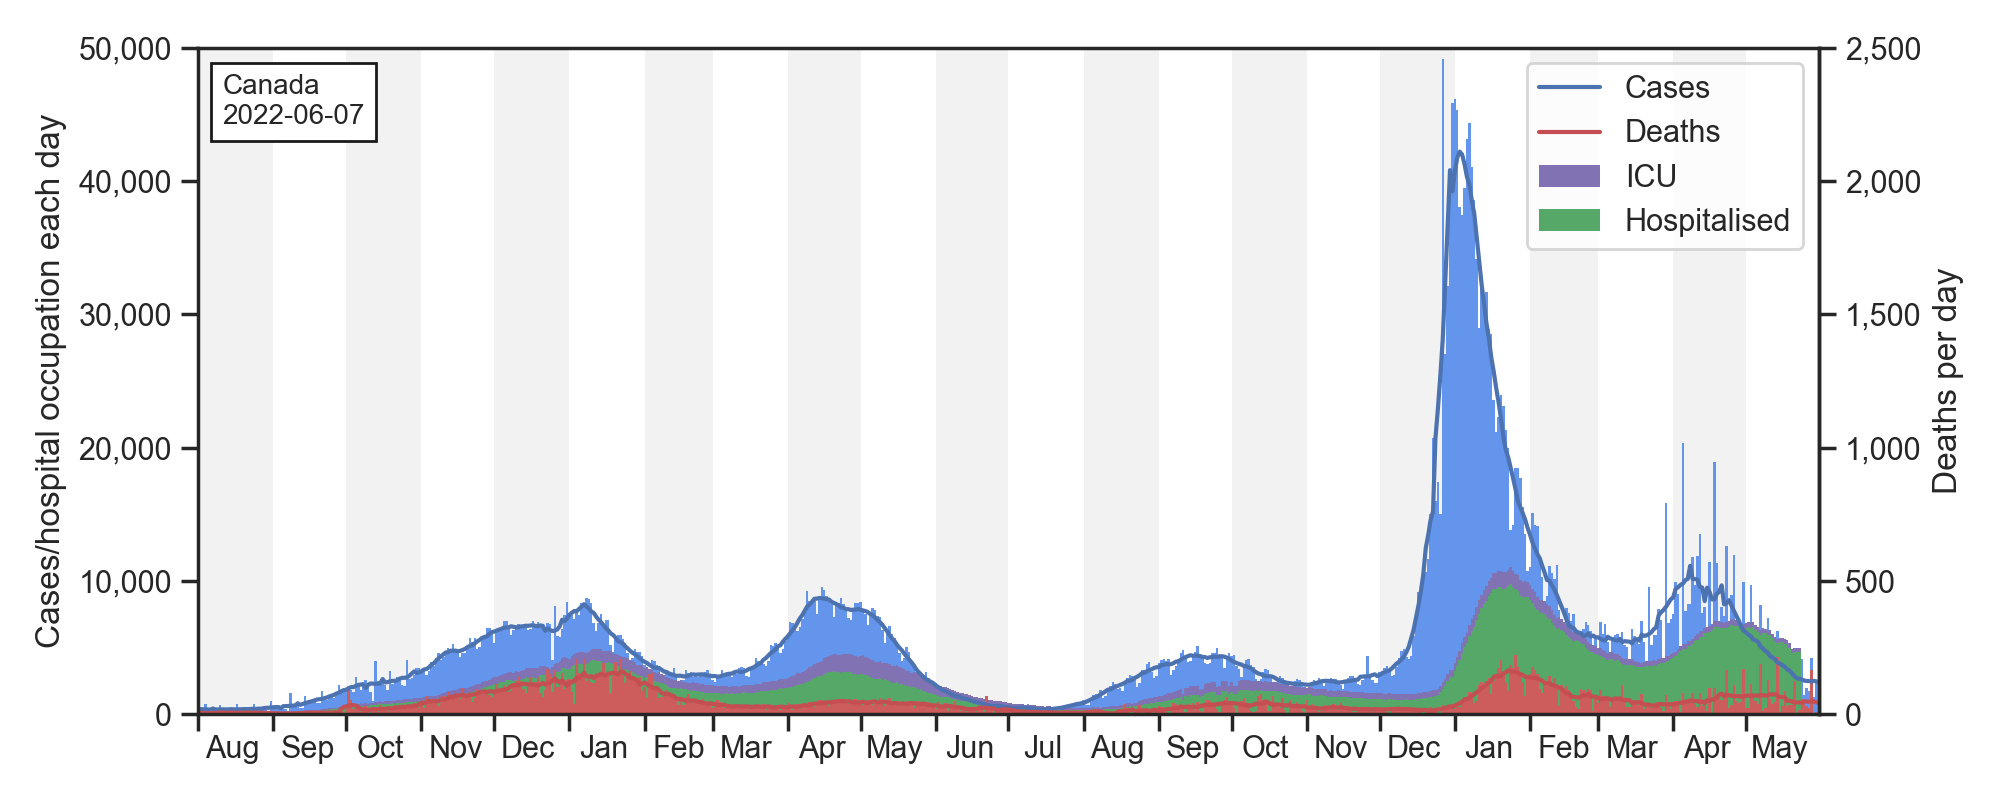 Canada
2022-06-07
Cases/hospital occupation each day
50,000
40,000
30,000
20,000
10,000
0
Cases
Deaths
ICU
Hospitalised
2,500
2,000
1,500
1,000
500
0
Deaths per day
Aug Sep Oct Nov Dec Jan Feb Mar Apr May Jun Jul Aug Sep Oct Nov Dec Jan Feb Mar Apr May